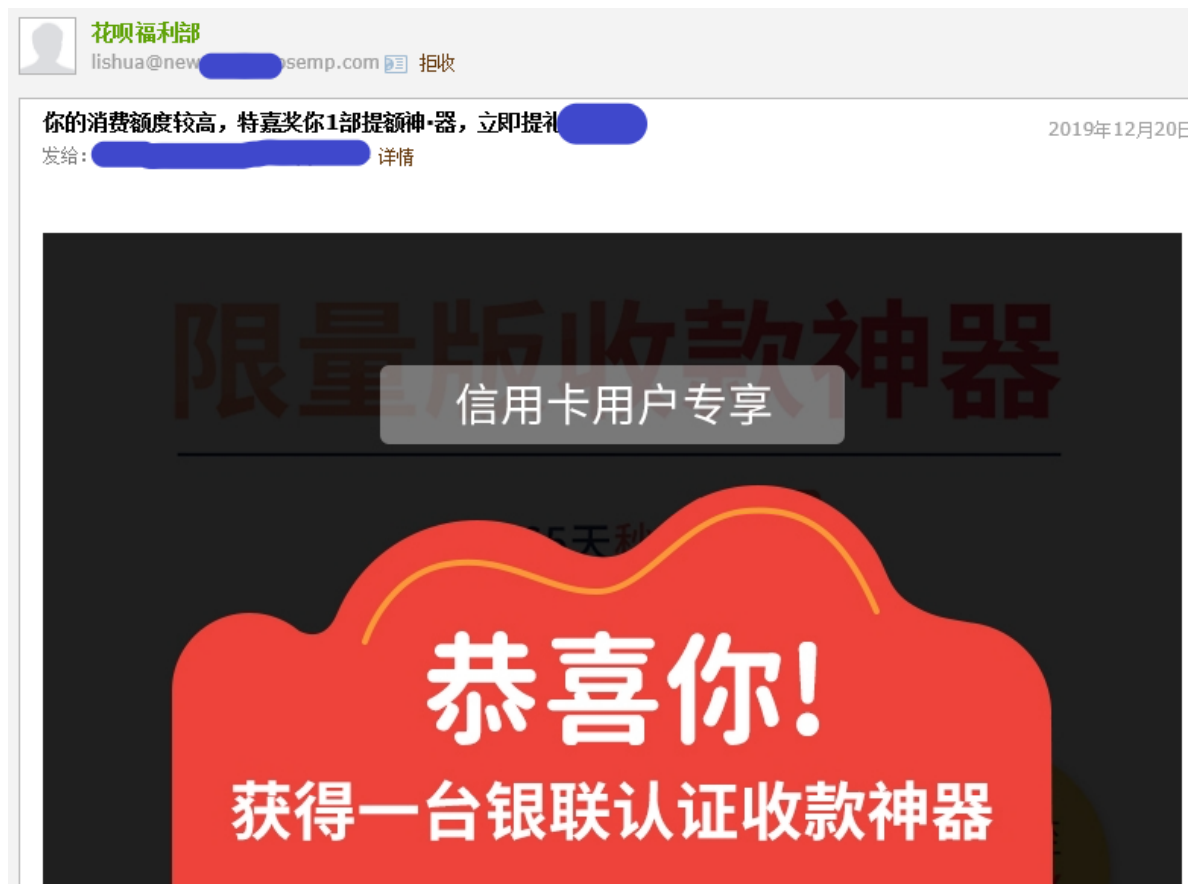 花呗福利部
lishua@new semp.com 拒收
你的消费额度较高，特嘉奖你1部提额神·器，立即提礼
2019年12月20日
发给： 详情
限量版收款神器
信用卡用户专享
5天秒
恭喜你!
获得一台银联认证收款神器